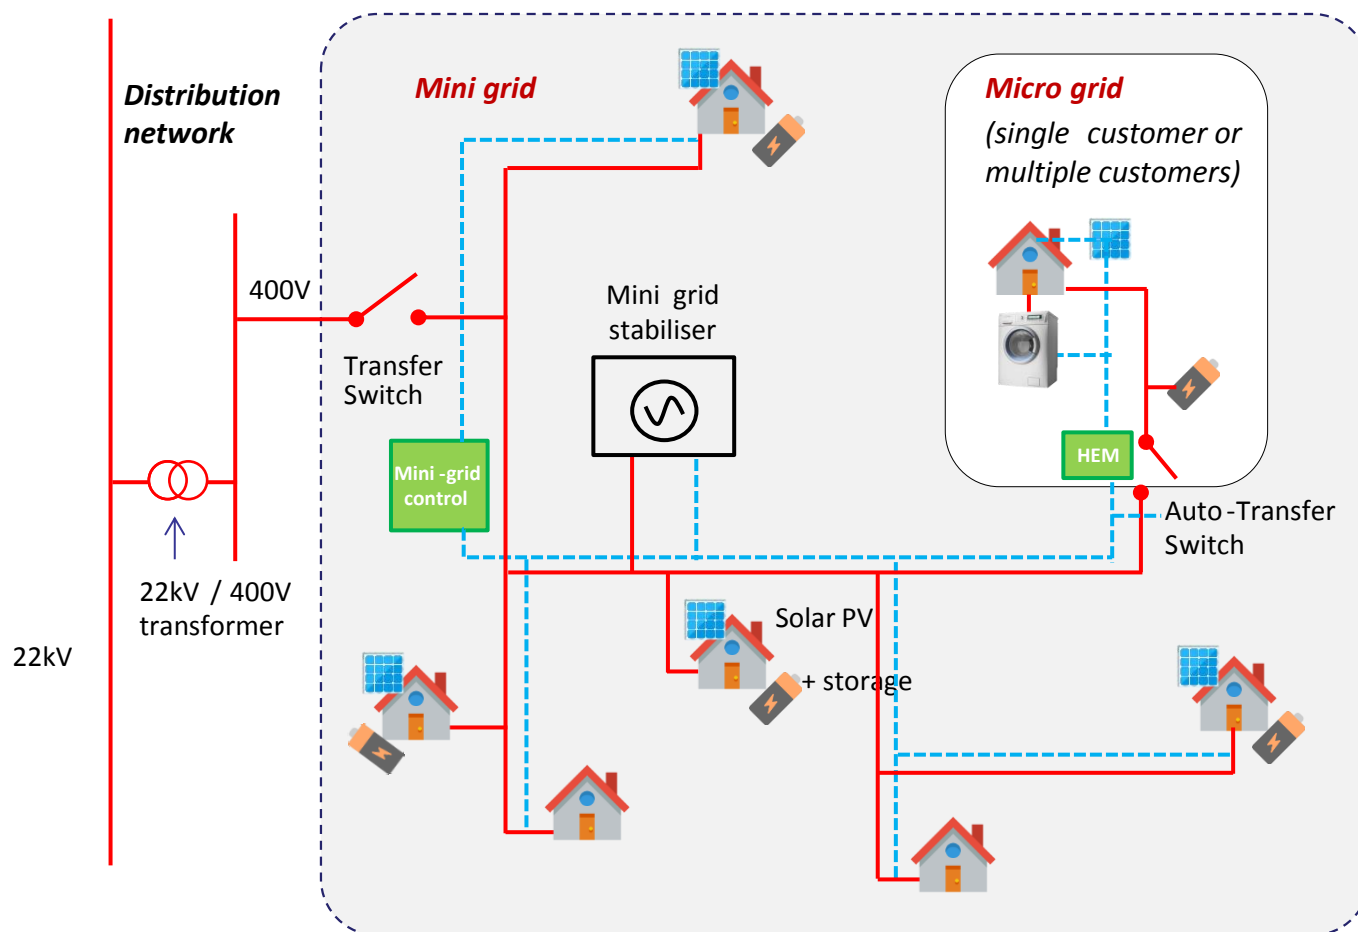 Distribution
network
Mini grid
Micro grid
(single customer or
multiple customers)
400V
Mini grid
stabiliser
Transfer
Switch
Mini -grid
control
HEM
Auto -Transfer
Switch
22kV / 400V
transformer
22kV
Solar PV
+ storage